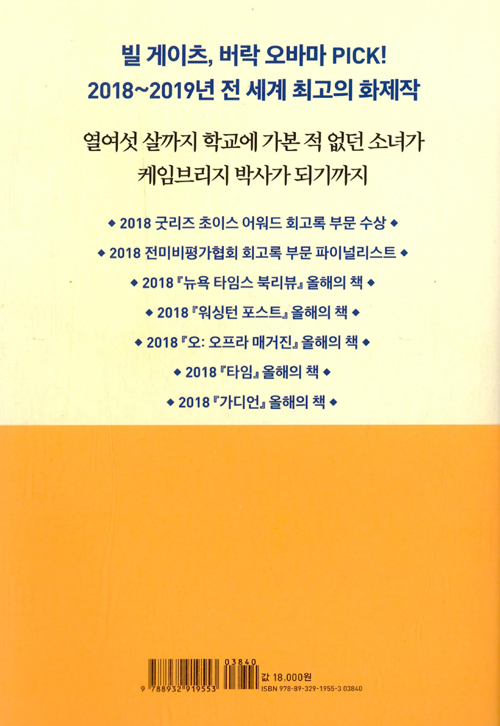 빌 게이츠, 버락 오바마 PICK!
2018~2019년 전 세계 최고의 화제작
열여섯 살까지 학교에 가본 적 없던 소녀가
케임브리지 박사가 되기까지
◆ 2018 굿리즈 초이스 어워드 회고록 부문 수상 ◆
◆ 2018 전미비평가협회 회고록 부문 파이널리스트 ◆
◆ 2018 『뉴욕 타임스 북리뷰』 올해의 책 ◆
◆ 2018 『워싱턴 포스트』 올해의 책 ◆
◆ 2018 『오: 오프라 매거진』 올해의 책 ◆
◆ 2018 『타임』 올해의 책 ◆
◆ 2018 『가디언』 올해의 책 ◆
03840
9 788932 919553
값 18,000원
ISBN 978-89-329-1955-3 03840